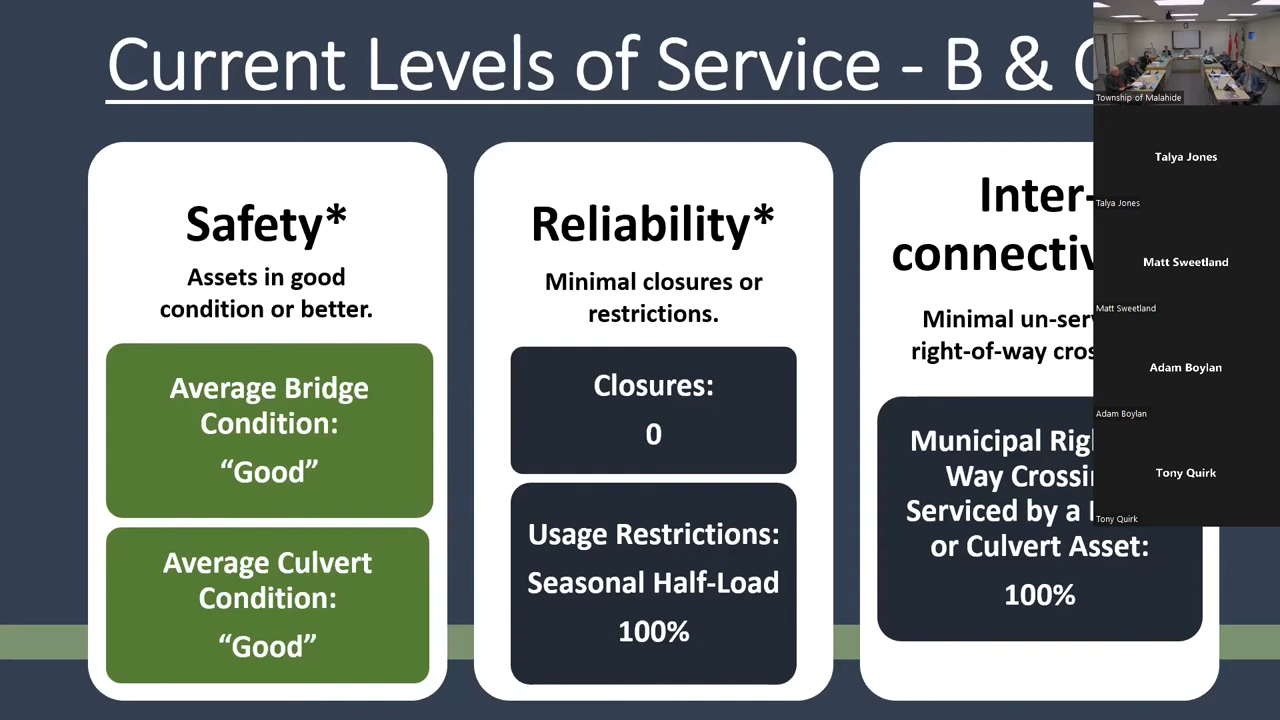 Current Levels of Service - B &
Safety*
Assets in good
condition or better.
Average Bridge
Condition:
“Good”
Average Culvert
Condition:
“Good”
Reliability*
Minimal closures or
restrictions.
Closures:
0
Usage Restrictions:
Seasonal Half-Load
100%
Inter-
connectiv
Minimal un-serv
right-of-way cros
Municipal Rig
Way Crossi
Serviced by a
or Culvert Asset:
100%
Township of Malahide
Talya Jones
Talya Jones
Matt Sweetland
Matt Sweetland
Adam Boylan
Adam Boylan
Tony Quirk
Tony Quirk